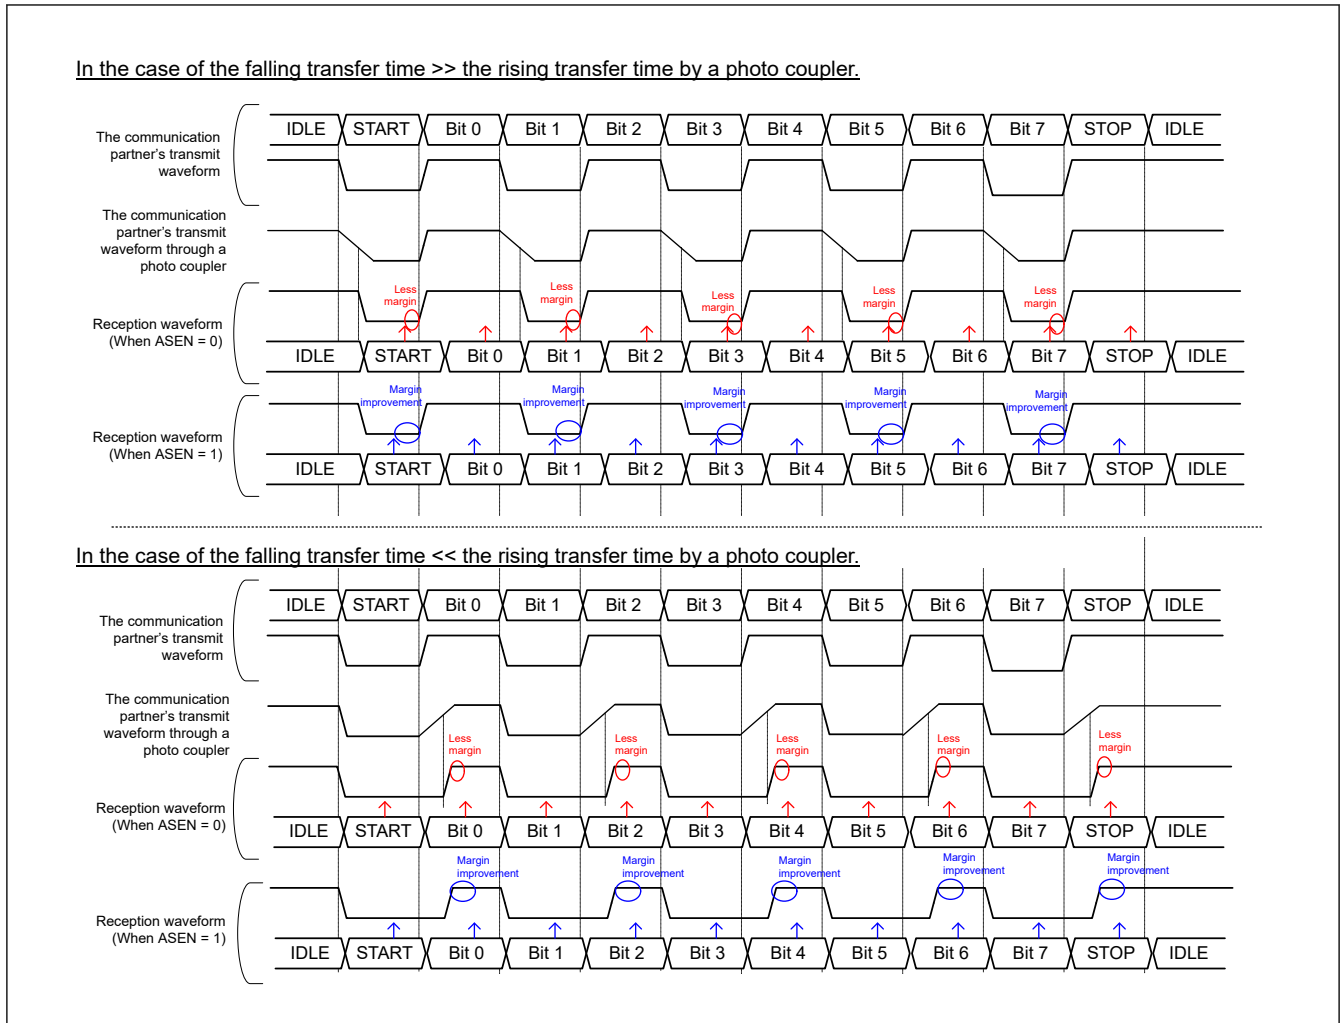 In the case of the falling transfer time >> the rising transfer time by a photo coupler.
The communication
partner's transmit
waveform
IDLE START Bit 0 Bit 1 Bit 2 Bit 3 Bit 4 Bit 5 Bit 6 Bit 7 STOP IDLE
The communication
partner's transmit
waveform through a
photo coupler
Reception waveform
(When ASEN = 0)
Less
margin
Less
margin
Less
margin
Less
margin
Less
margin
IDLE START Bit 0 Bit 1 Bit 2 Bit 3 Bit 4 Bit 5 Bit 6 Bit 7 STOP IDLE
Reception waveform
(When ASEN = 1)
Margin
improvement
Margin
improvement
Margin
improvement
Margin
improvement
Margin
improvement
IDLE START Bit 0 Bit 1 Bit 2 Bit 3 Bit 4 Bit 5 Bit 6 Bit 7 STOP IDLE
In the case of the falling transfer time << the rising transfer time by a photo coupler.
The communication
partner's transmit
waveform
IDLE START Bit 0 Bit 1 Bit 2 Bit 3 Bit 4 Bit 5 Bit 6 Bit 7 STOP IDLE
The communication
partner's transmit
waveform through a
photo coupler
Less
margin
Less
margin
Less
margin
Less
margin
Less
margin
Reception waveform
(When ASEN = 0)
IDLE START Bit 0 Bit 1 Bit 2 Bit 3 Bit 4 Bit 5 Bit 6 Bit 7 STOP IDLE
Margin
improvement
Margin
improvement
Margin
improvement
Margin
improvement
Margin
improvement
Reception waveform
(When ASEN = 1)
IDLE START Bit 0 Bit 1 Bit 2 Bit 3 Bit 4 Bit 5 Bit 6 Bit 7 STOP IDLE